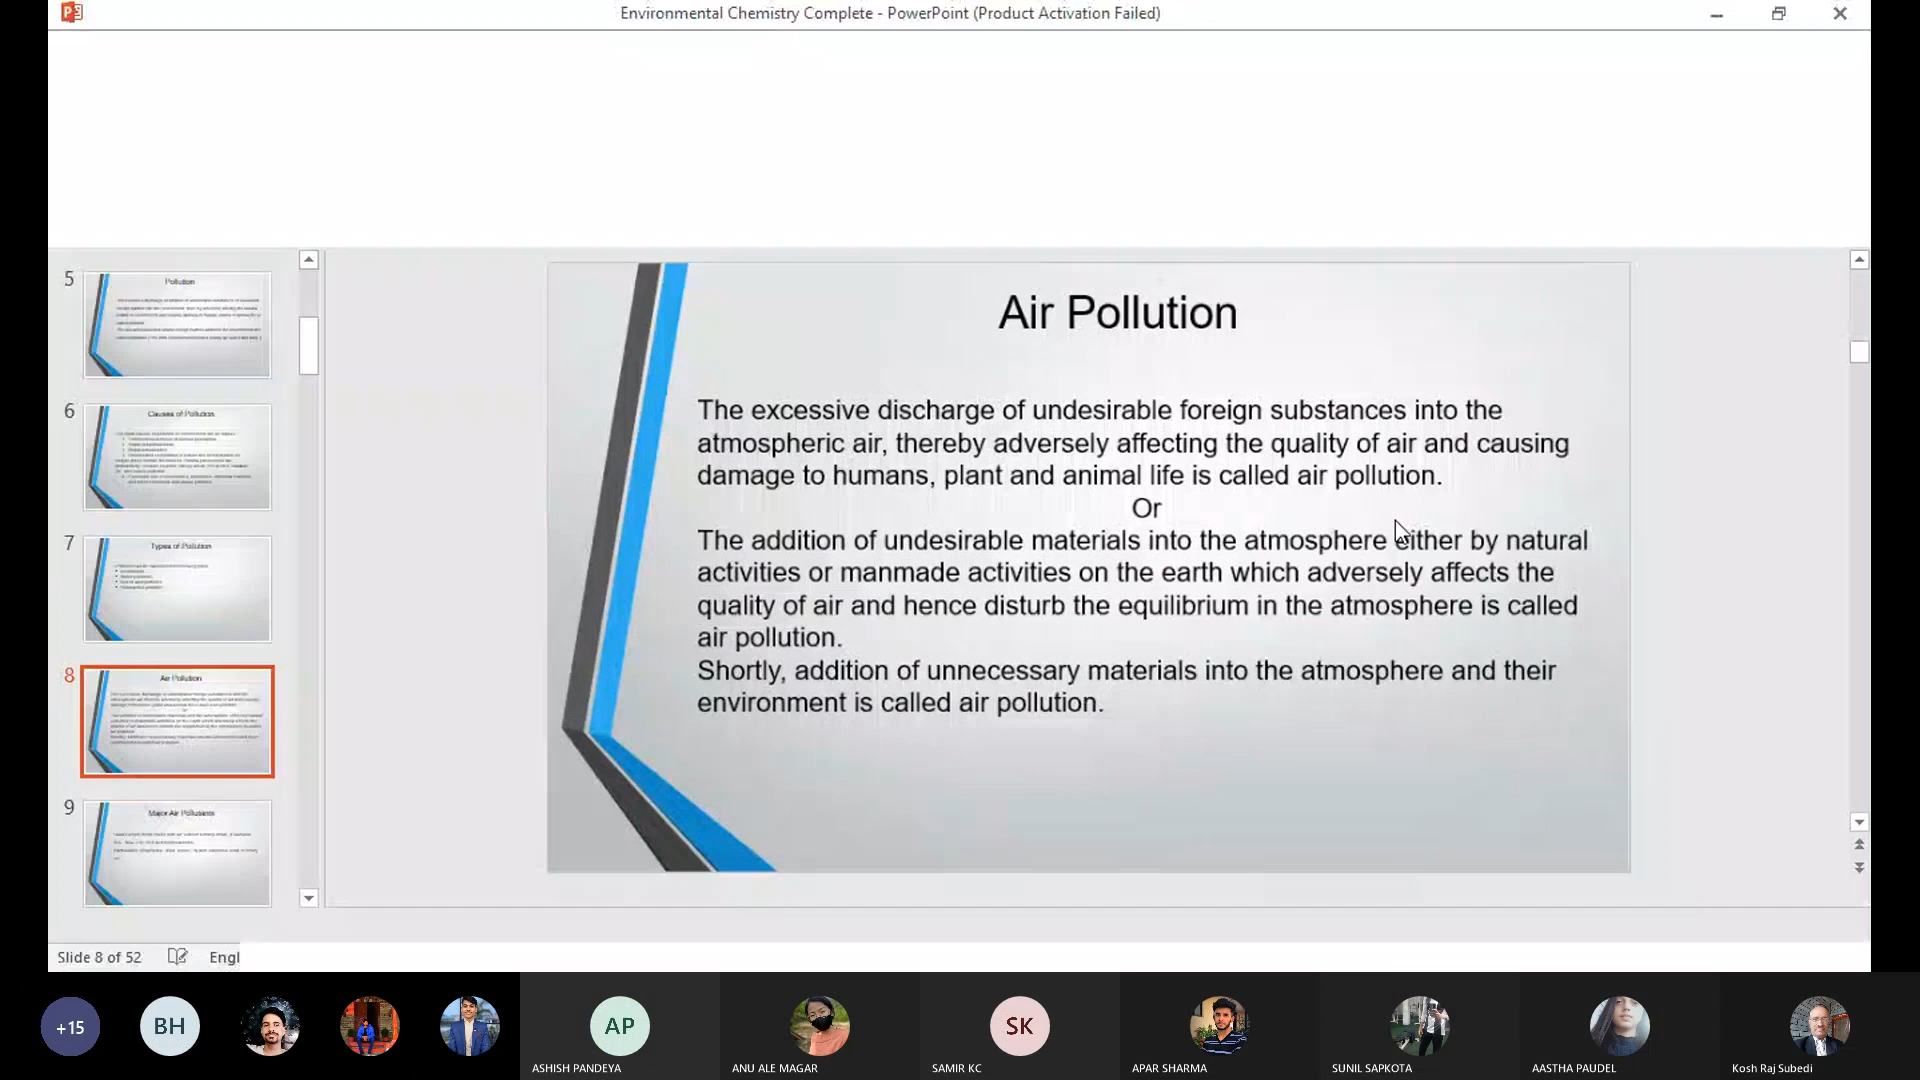 Environmental Chemistry Complete - PowerPoint (Product Activation Failed)
5
Pollution
6
Causes of Pollution
7
Types of Pollution
8
Air Pollution
9
Major Air Pollutants
Air Pollution
The excessive discharge of undesirable foreign substances into the
atmospheric air, thereby adversely affecting the quality of air and causing
damage to humans, plant and animal life is called air pollution.
Or
The addition of undesirable materials into the atmosphere either by natural
activities or manmade activities on the earth which adversely affects the
quality of air and hence disturb the equilibrium in the atmosphere is called
air pollution.
Shortly, addition of unnecessary materials into the atmosphere and their
environment is called air pollution.
Slide 8 of 52
Engl
+15
BH
AP
SK
ASHISH PANDEYA
ANU ALE MAGAR
SAMIR KC
APAR SHARMA
SUNIL SAPKOTA
AASTHA PAUDEL
Kosh Raj Subedi